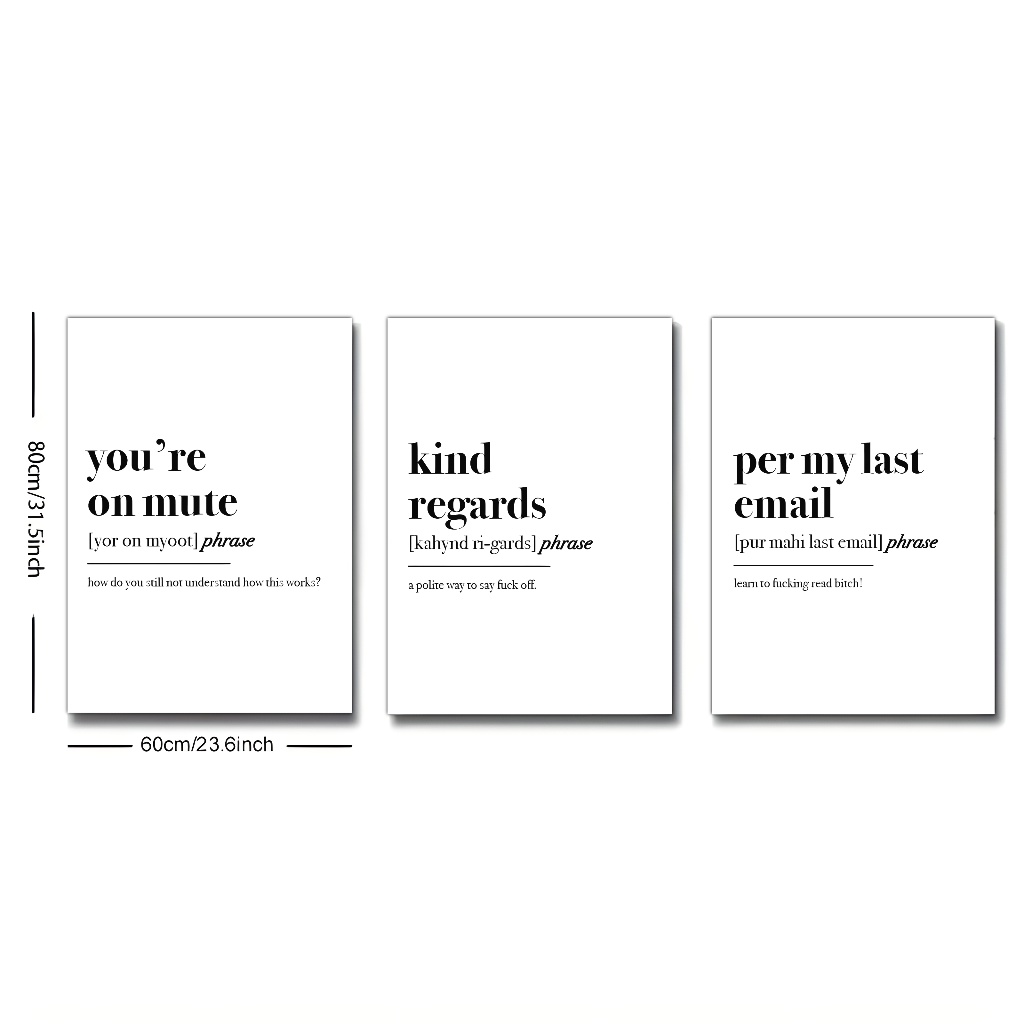 80cm/31.5inch
you’re
on mute
[yor on myoot] phrase
how do you still not understand how this works?
60cm/23.6inch
kind
regards
[kahynd ri-gards] phrase
a polite way to say fuck off.
per my last
email
[pur mahi last email] phrase
learn to fucking read bitch!